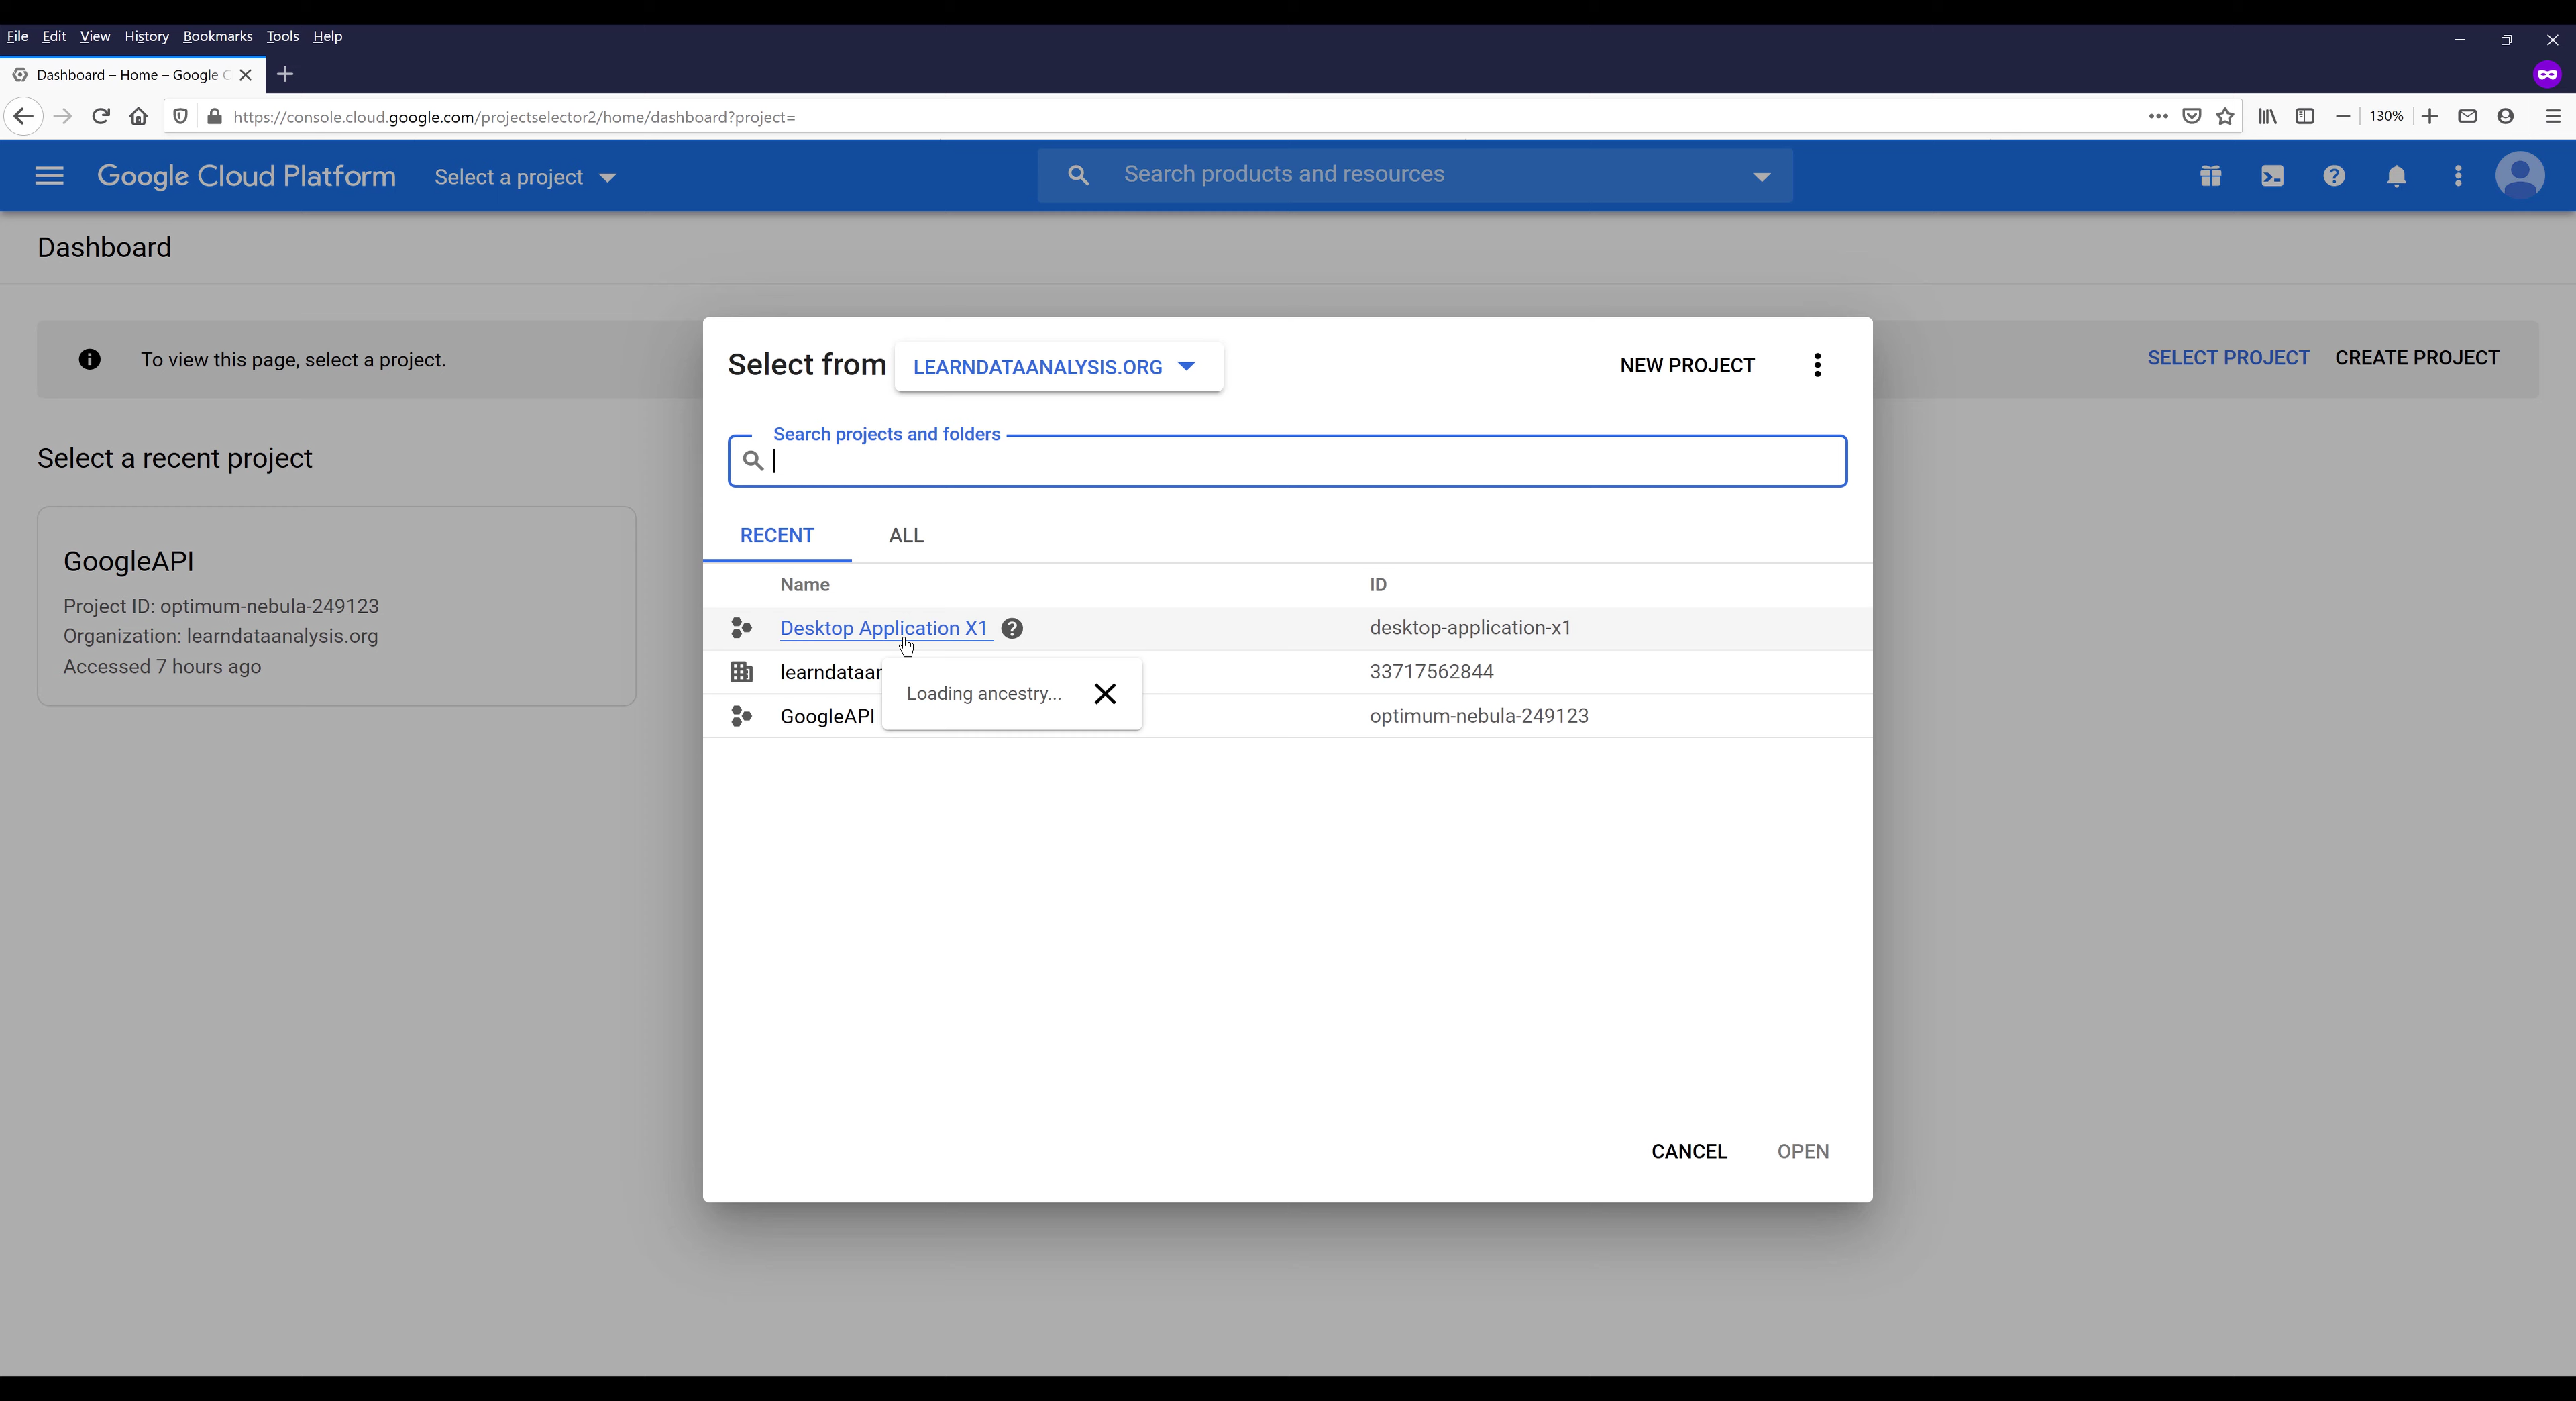 File Edit View History Bookmarks Tools Help
Dashboard – Home – Google C
https://console.cloud.google.com/projectselector2/home/dashboard?project=
130%
Google Cloud Platform
Select a project
Search products and resources
Dashboard
To view this page, select a project.
SELECT PROJECT CREATE PROJECT
Select a recent project
GoogleAPI
Project ID: optimum-nebula-249123
Organization: learndataanalysis.org
Accessed 7 hours ago
Select from LEARNDATAANALYSIS.ORG
NEW PROJECT
Search projects and folders
RECENT ALL
Name ID
Desktop Application X1 desktop-application-x1
learndataan 33717562844
Loading ancestry...
GoogleAPI optimum-nebula-249123
CANCEL OPEN